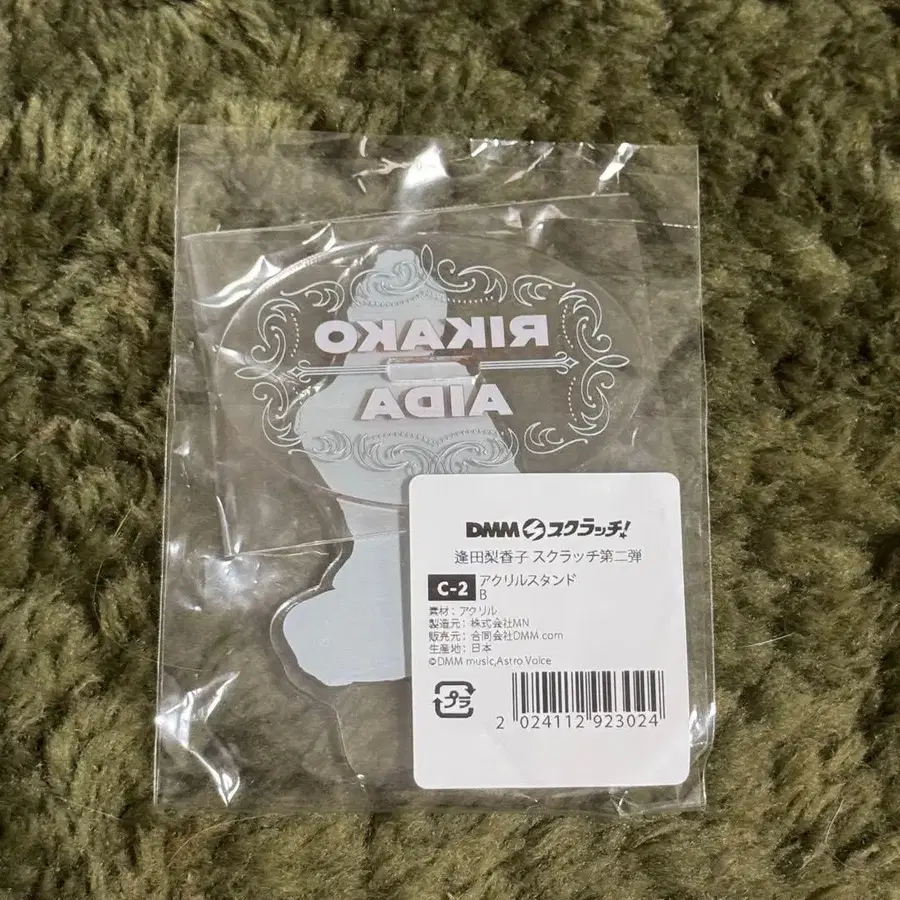 RIKAKO
AIDA
DMM スクラッチ!
逢田梨香子 スクラッチ第二弾
C-2 アクリルスタンド
B
素材:アクリル
製造元:株式会社MN
販売元:合同会社DMM com
生産地:日本
©DMM music,Astro Voice
プラ
2 024112 923024